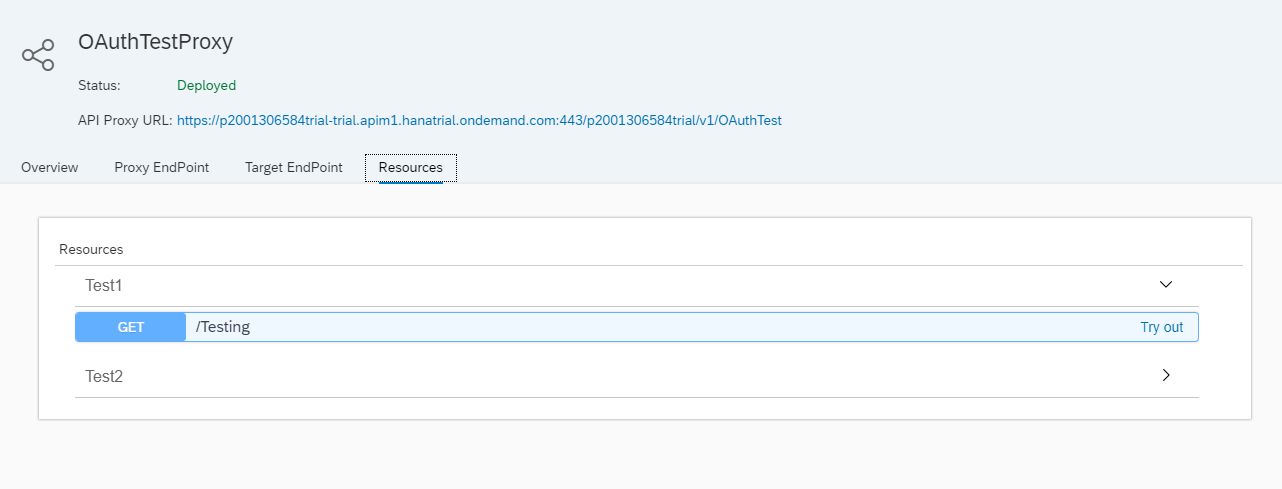 OAuthTestProxy
Status: Deployed
API Proxy URL: https://p2001306584trial-trial.apim1.hanatrial.ondemand.com:443/p2001306584trial/v1/OAuthTest
Overview Proxy EndPoint Target EndPoint Resources
Resources
Test1
GET /Testing Try out
Test2